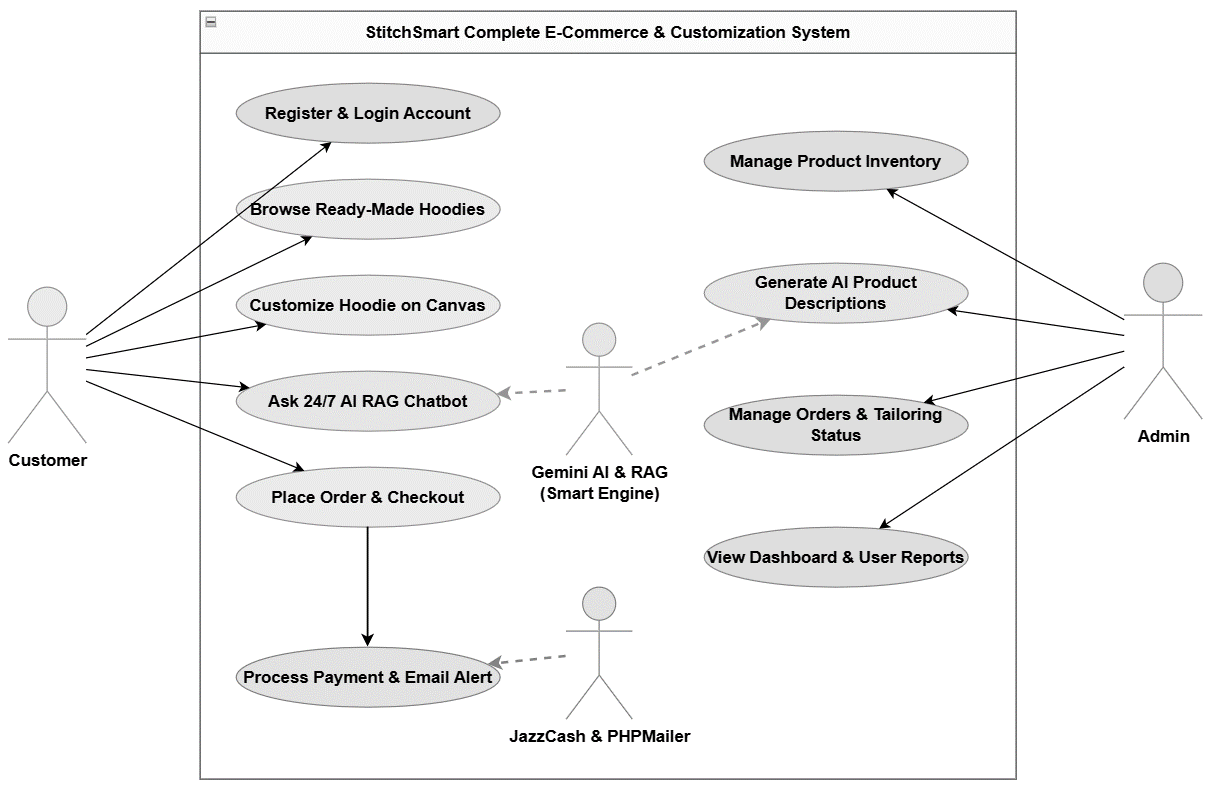 StitchSmart Complete E-Commerce & Customization System
Register & Login Account
Browse Ready-Made Hoodies
Customize Hoodie on Canvas
Ask 24/7 AI RAG Chatbot
Place Order & Checkout
Process Payment & Email Alert
Customer
Gemini AI & RAG
(Smart Engine)
JazzCash & PHPMailer
Manage Product Inventory
Generate AI Product
Descriptions
Manage Orders & Tailoring
Status
View Dashboard & User Reports
Admin